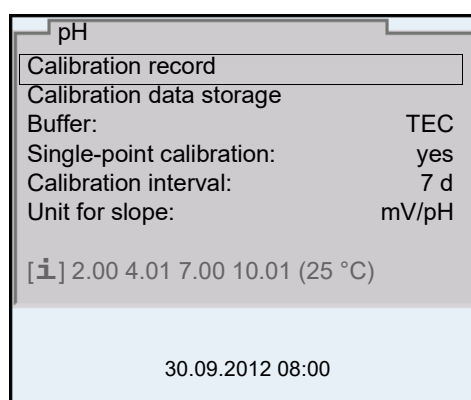 pH
Calibration record
Calibration data storage
Buffer: TEC
Single-point calibration: yes
Calibration interval: 7 d
Unit for slope: mV/pH
[i] 2.00 4.01 7.00 10.01 (25 °C)
30.09.2012 08:00